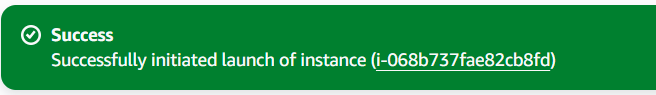 Success
Successfully initiated launch of instance (i-068b737fae82cb8fd)